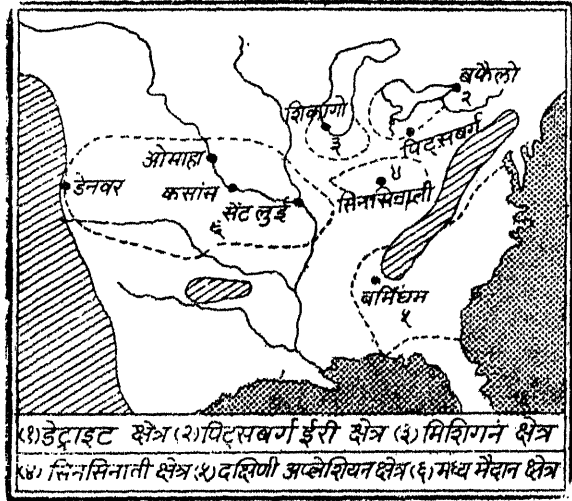 बफैलो
२
शिकागो
३
पिट्सबर्ग
४
सिनसिनाती
ओमाहा
डेनवर
कसांस
सेंट लुई
६
बर्मिंघम
५
(१) डेट्राइट क्षेत्र (२) पिट्सबर्ग ईरी क्षेत्र (३) मिशिगन क्षेत्र
(४) सिनसिनाती क्षेत्र (५) दक्षिणी अप्लेशियन क्षेत्र (६) मध्य मैदान क्षेत्र